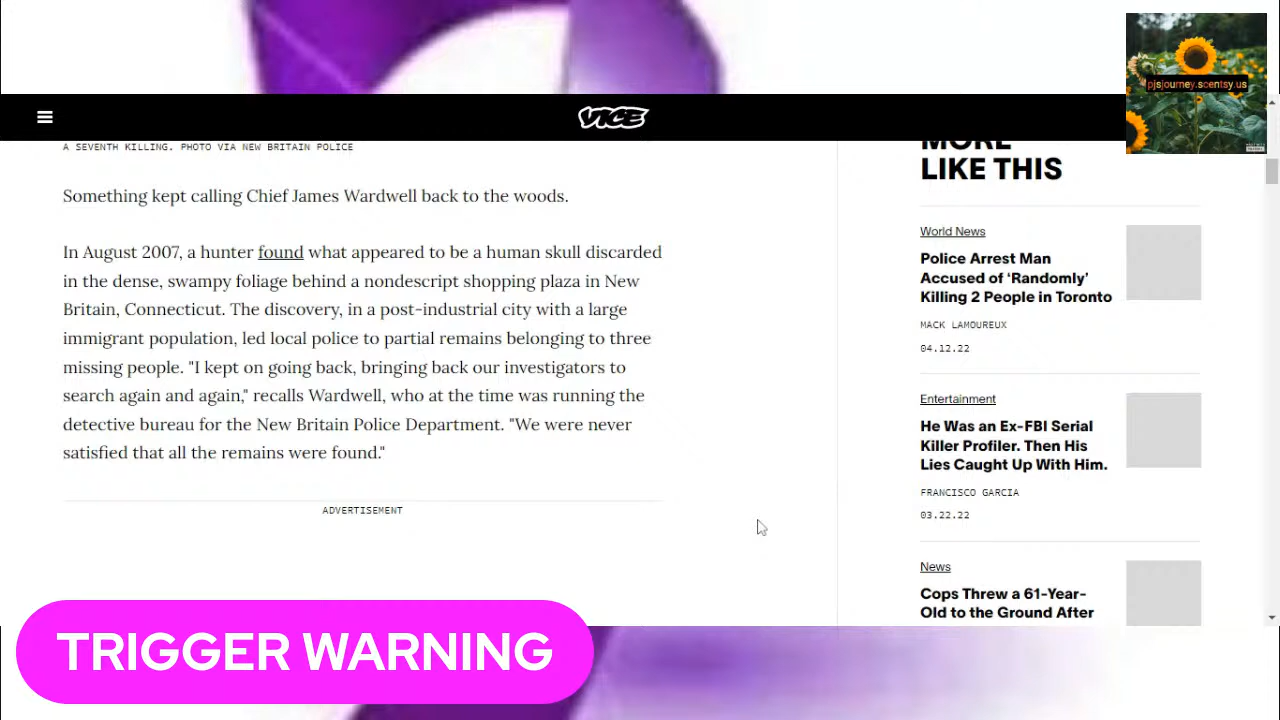 pjsjourney.scentsy.us
VICE
A SEVENTH KILLING. PHOTO VIA NEW BRITAIN POLICE
Something kept calling Chief James Wardwell back to the woods.
In August 2007, a hunter found what appeared to be a human skull discarded
in the dense, swampy foliage behind a nondescript shopping plaza in New
Britain, Connecticut. The discovery, in a post-industrial city with a large
immigrant population, led local police to partial remains belonging to three
missing people. "I kept on going back, bringing back our investigators to
search again and again," recalls Wardwell, who at the time was running the
detective bureau for the New Britain Police Department. "We were never
satisfied that all the remains were found."
ADVERTISEMENT
MORE
LIKE THIS
World News
Police Arrest Man
Accused of ‘Randomly’
Killing 2 People in Toronto
MACK LAMOUREUX
04.12.22
Entertainment
He Was an Ex-FBI Serial
Killer Profiler. Then His
Lies Caught Up With Him.
FRANCISCO GARCIA
03.22.22
News
Cops Threw a 61-Year-
Old to the Ground After
TRIGGER WARNING